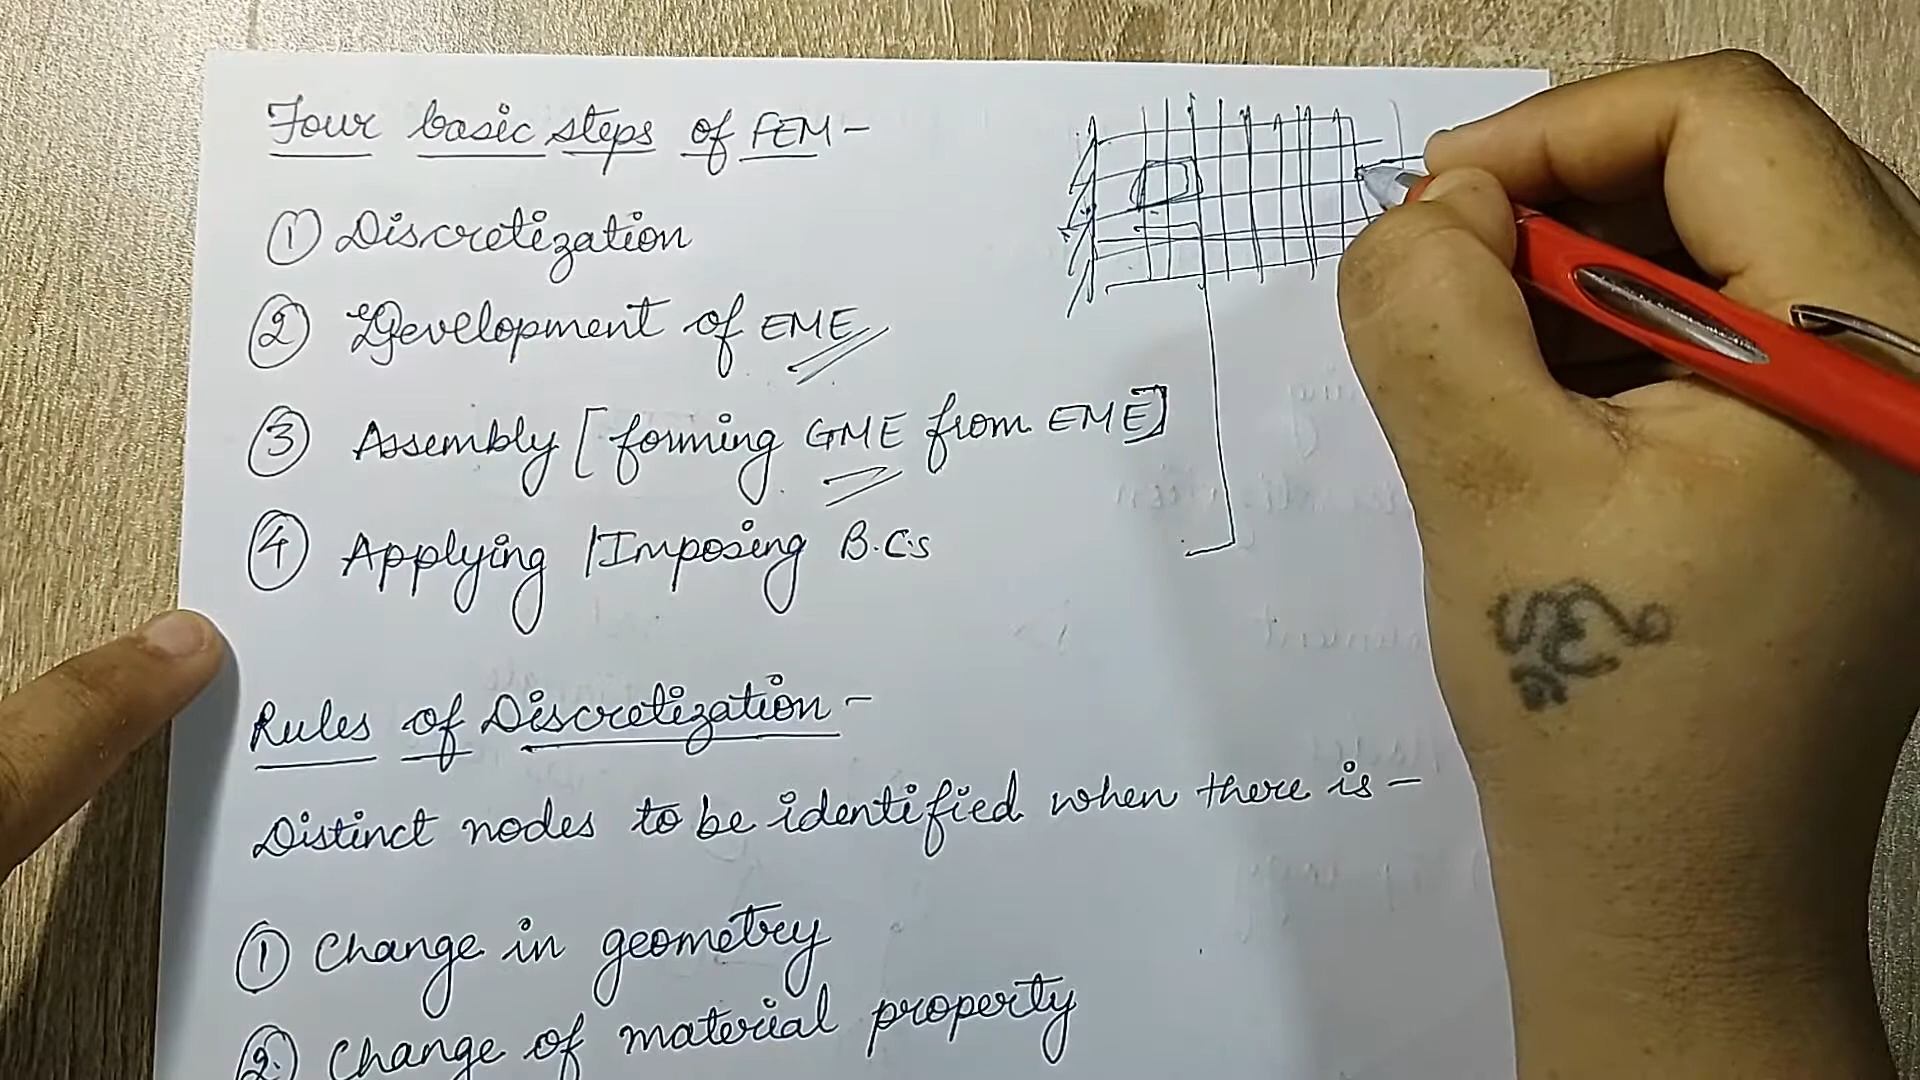 Four basic steps of FEM -
① Discretization
② Development of EME
③ Assembly [forming GME from EME]
④ Applying / Imposing B.C.s
Rules of Discretization -
Distinct nodes to be identified when there is -
① Change in geometry
②. Change of material property